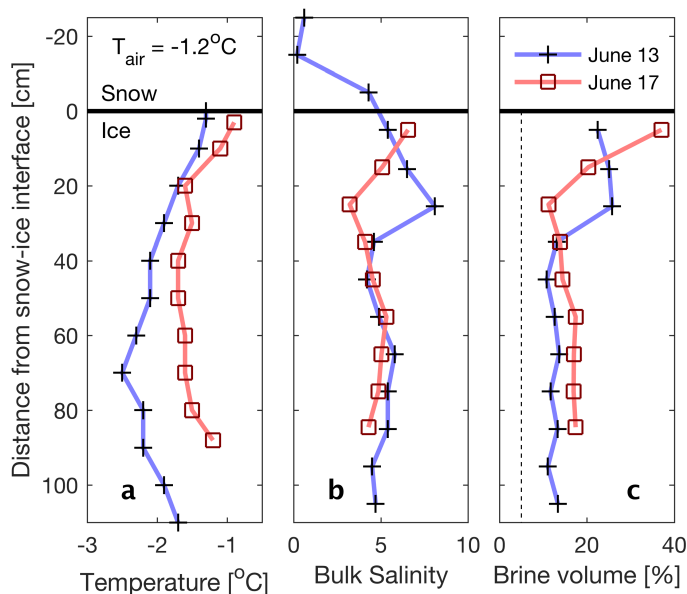 T_air = -1.2°C
Snow
Ice
June 13
June 17
Distance from snow-ice interface [cm]
-20
0
20
40
60
80
100
a
b
c
-3
-2
-1
0
5
10
0
20
40
Temperature [°C]
Bulk Salinity
Brine volume [%]